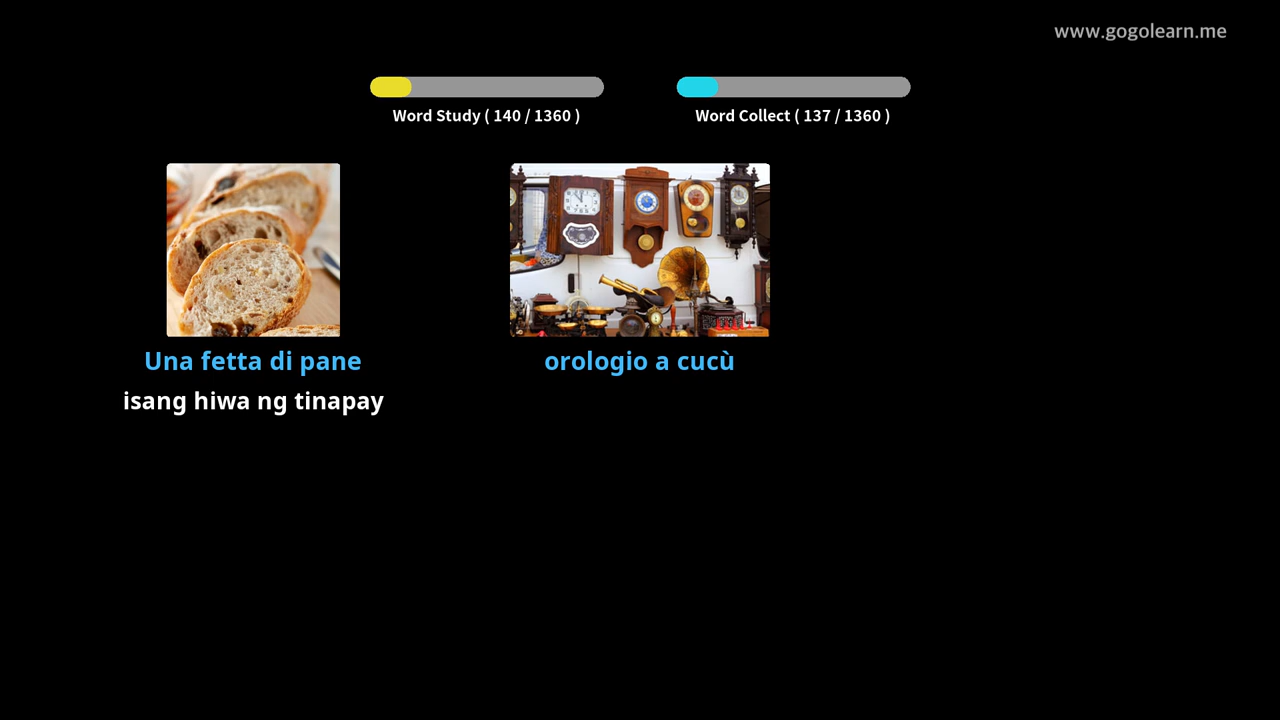 www.gogolearn.me
Word Study ( 140 / 1360 )
Word Collect ( 137 / 1360 )
Una fetta di pane
isang hiwa ng tinapay
orologio a cucù